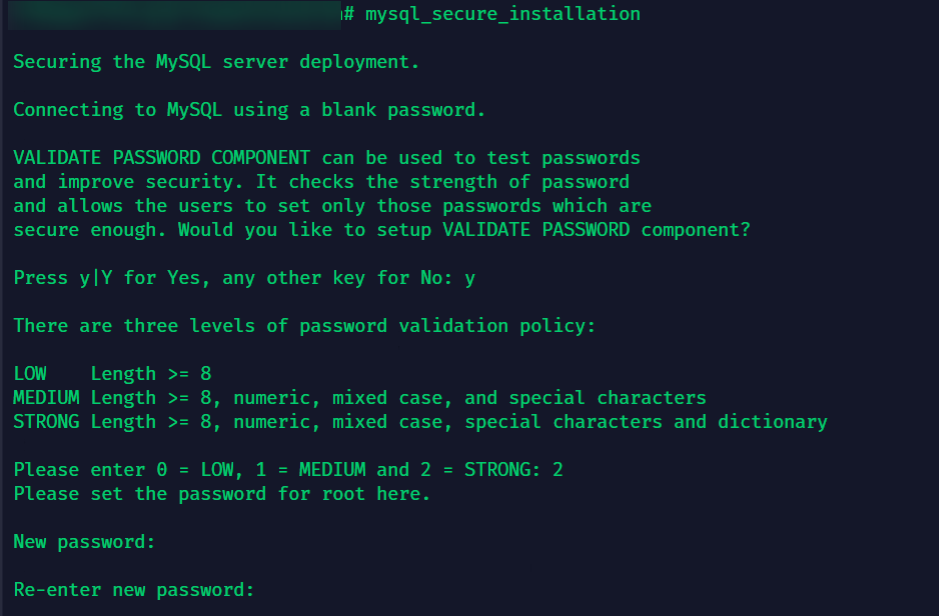 # mysql_secure_installation
Securing the MySQL server deployment.
Connecting to MySQL using a blank password.
VALIDATE PASSWORD COMPONENT can be used to test passwords
and improve security. It checks the strength of password
and allows the users to set only those passwords which are
secure enough. Would you like to setup VALIDATE PASSWORD component?
Press y|Y for Yes, any other key for No: y
There are three levels of password validation policy:
LOW    Length >= 8
MEDIUM Length >= 8, numeric, mixed case, and special characters
STRONG Length >= 8, numeric, mixed case, special characters and dictionary
Please enter 0 = LOW, 1 = MEDIUM and 2 = STRONG: 2
Please set the password for root here.
New password:
Re-enter new password: